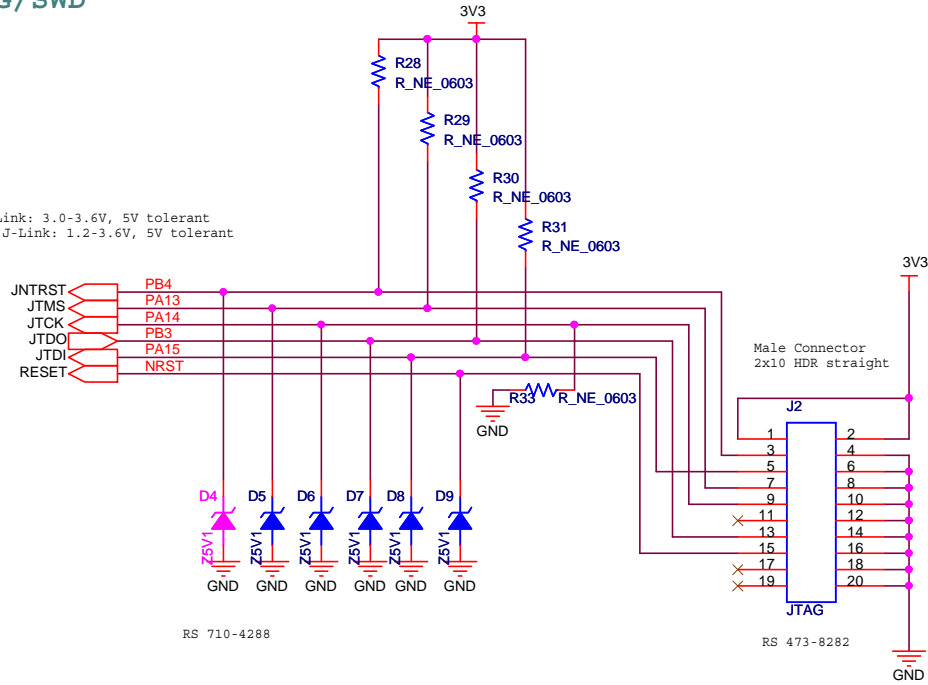 G/SWD
3V3
R28
R_NE_0603
R29
R_NE_0603
R30
R_NE_0603
R31
R_NE_0603
Link: 3.0-3.6V, 5V tolerant
J-Link: 1.2-3.6V, 5V tolerant
3V3
JNTRST PB4
JTMS PA13
JTCK PA14
JTDO PB3
JTDI PA15
RESET NRST
Male Connector
2x10 HDR straight
R33 R_NE_0603
GND
J2
1 2
3 4
5 6
7 8
9 10
11 12
13 14
15 16
17 18
19 20
JTAG
D4 D5 D6 D7 D8 D9
Z5V1 Z5V1 Z5V1 Z5V1 Z5V1 Z5V1
GND GND GND GND GND GND
RS 710-4288
RS 473-8282
GND